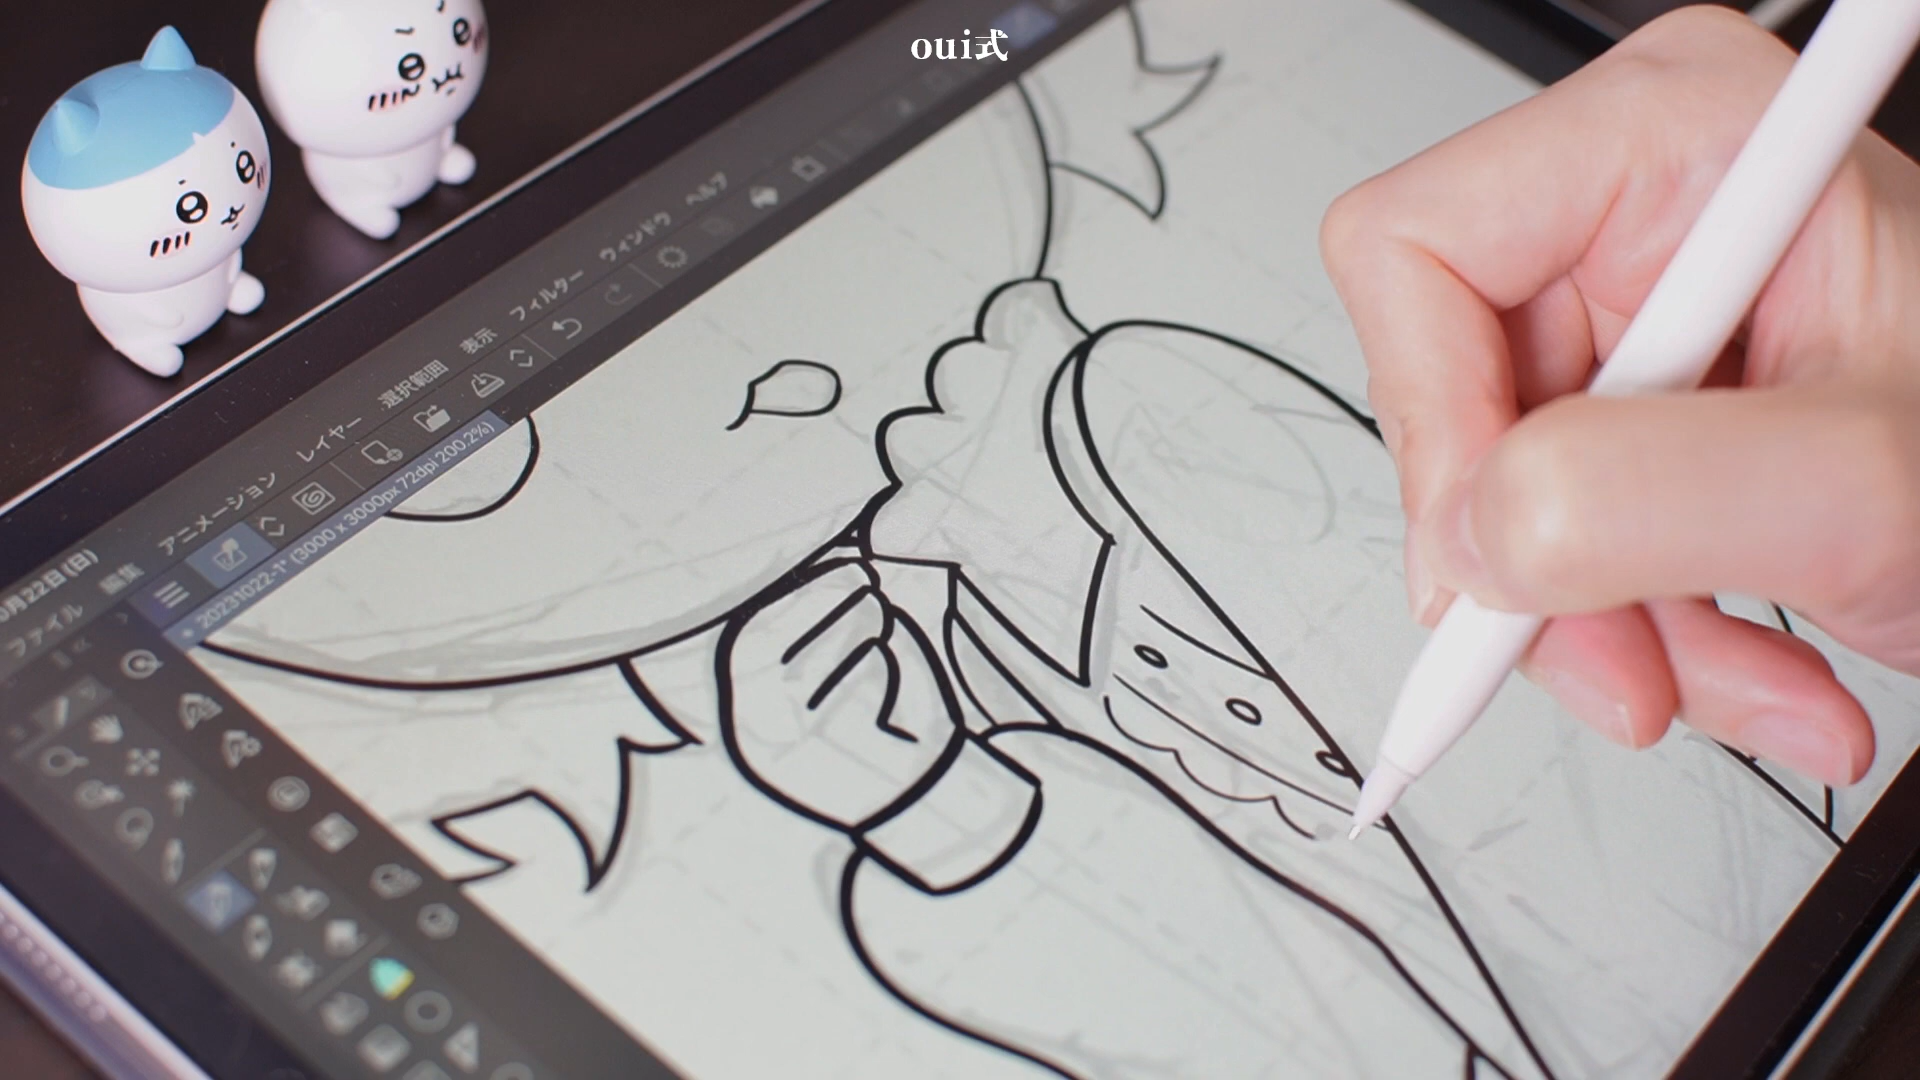 oui式
0月22日(日)
ファイル 編集 アニメーション レイヤー 選択範囲 表示 フィルター ウィンドウ ヘルプ
20231022-1* (3000 x 3000px 72dpi 200.2%)